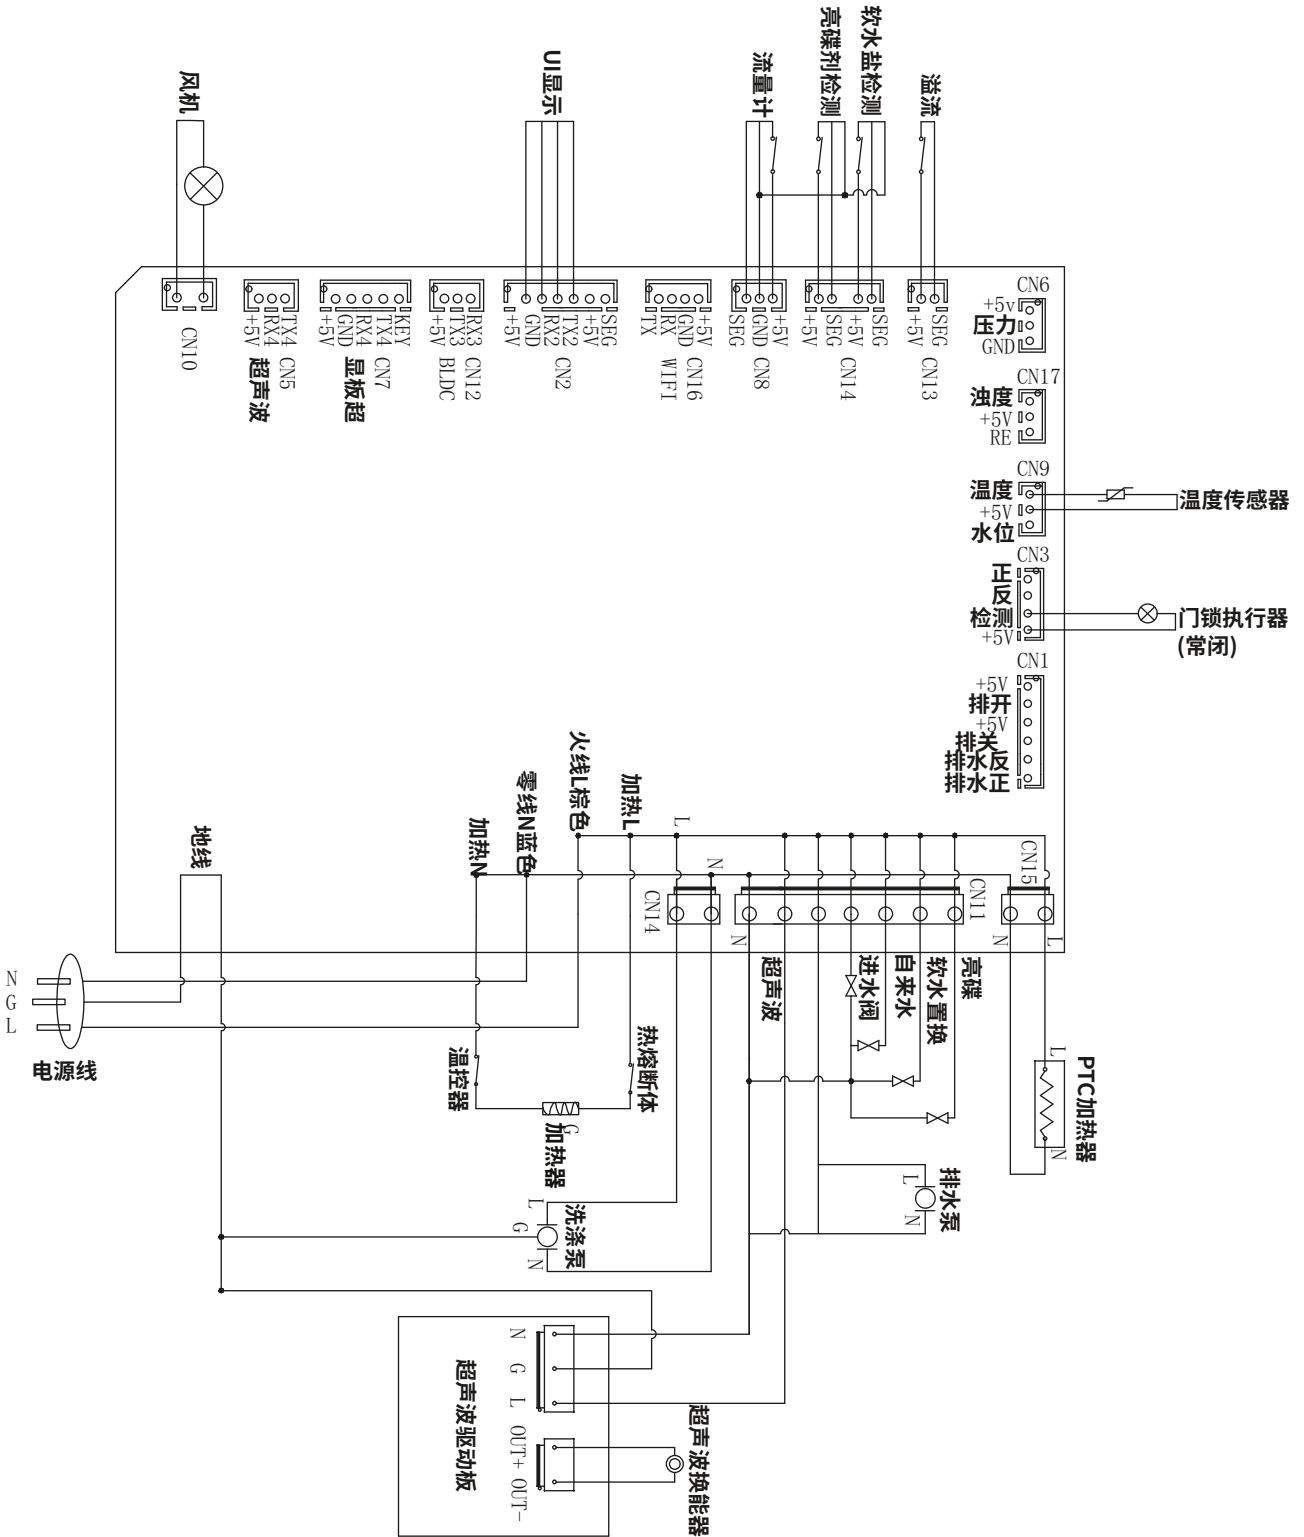 风机
UI显示
流量计
亮碟剂检测
软水盐检测
溢流
CN10
+5V
RX4
TX4
CN5
超声波
+5V
GND
RX4
TX4
KEY
CN7
显板超
+5V
TX3
RX3
CN12
BLDC
+5V
GND
RX2
TX2
+5V
SEG
CN2
TX
RX
GND
+5V
CN16
WIFI
SEG
GND
+5V
CN8
+5V
SEG
+5V
SEG
CN14
+5V
SEG
CN13
CN6
+5v
压力
GND
CN17
浊度
+5V
RE
CN9
温度
+5V
水位
温度传感器
CN3
正
反
检测
+5V
门锁执行器
(常闭)
CN1
+5V
排开
+5V
排关
排水反
排水正
地线
加热N
零线N蓝色
火线L棕色
加热L
L
N
CN14
CN11
CN15
N
N
L
N
G
L
电源线
超声波
进水阀
自来水
软水置换
亮碟
温控器
热熔断体
G
加热器
L
N
PTC加热器
L
G
N
洗涤泵
L
N
排水泵
N
G
L
OUT+
OUT-
超声波驱动板
超声波换能器